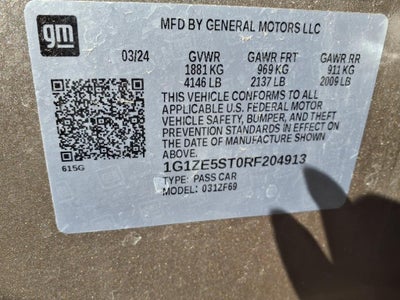 gm
MFD BY GENERAL MOTORS LLC
03/24 GVWR GAWR FRT GAWR RR
1881 KG 969 KG 911 KG
4146 LB 2137 LB 2009 LB
THIS VEHICLE CONFORMS TO ALL
APPLICABLE U.S. FEDERAL MOTOR
VEHICLE SAFETY, BUMPER, AND THEFT
PREVENTION STANDARDS IN EFFECT ON
THE DATE OF MANUFACTURE SHOWN
ABOVE.
615G
1G1ZE5ST0RF204913
TYPE: PASS CAR
MODEL: 031ZF69